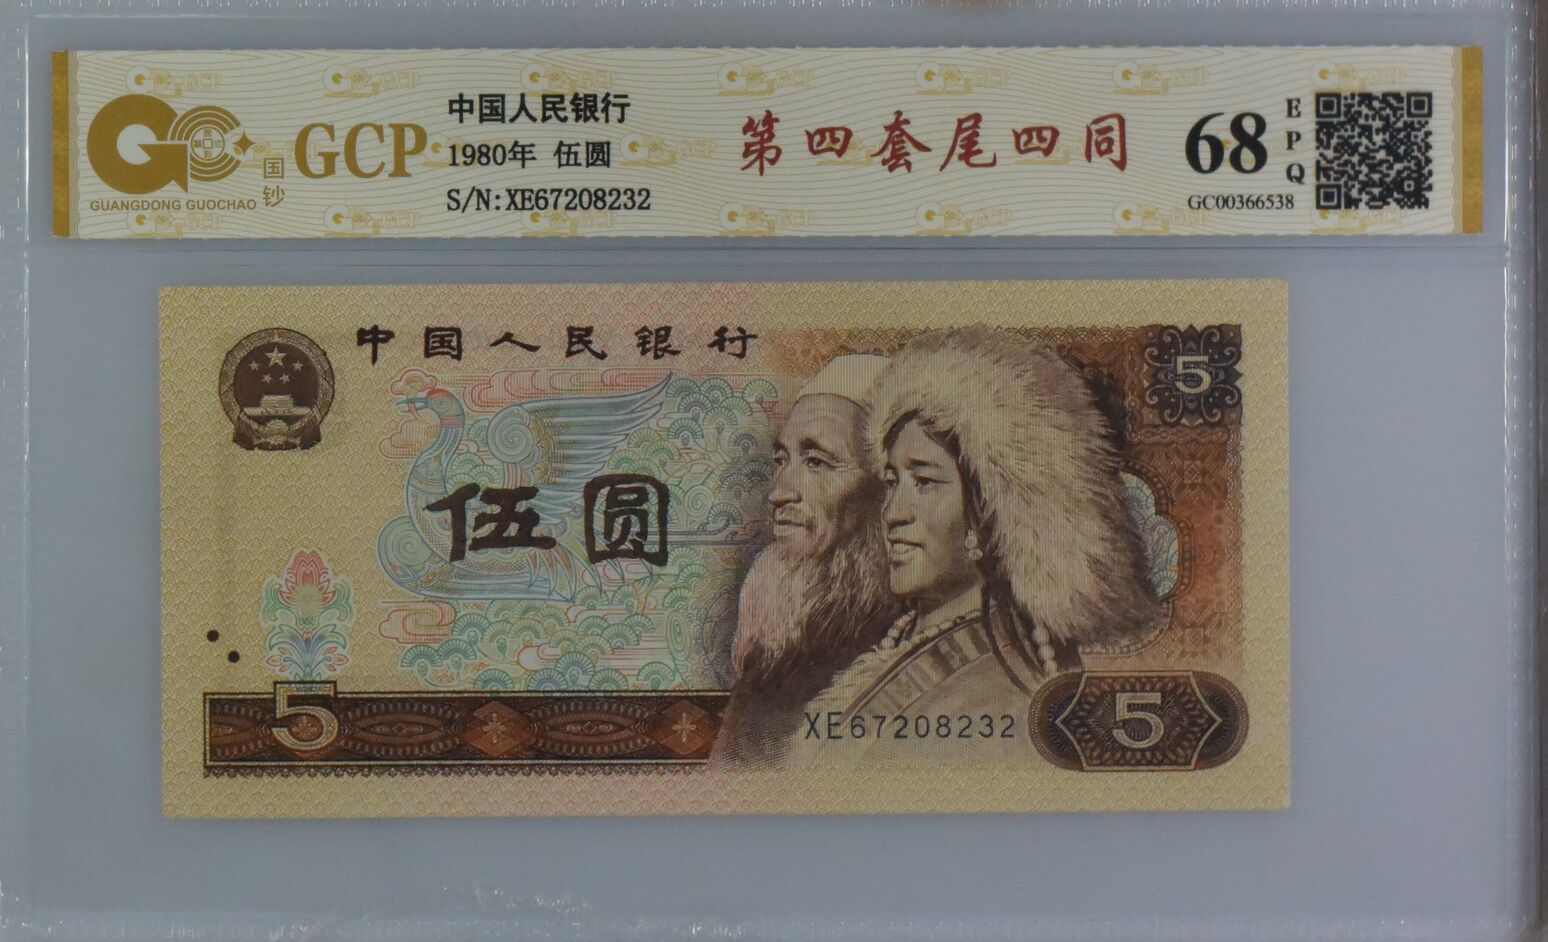 GCP
国钞
GUANGDONG GUOCHAO
中国人民银行
1980年 伍圆
S/N:XE67208232
第四套尾四同
68
EPQ
GC00366538
中国人民银行
5
伍圆
5
XE67208232
5